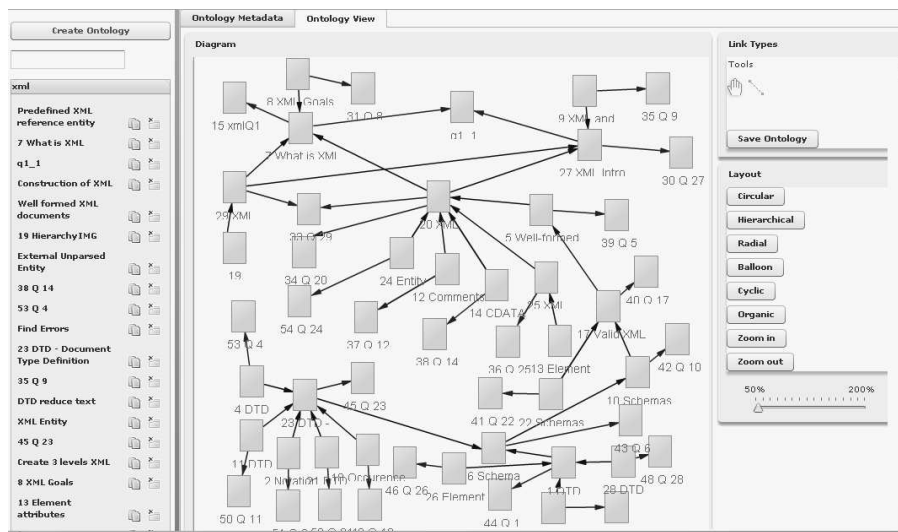 Ontology Metadata
Ontology View
Create Ontology
xml
Predefined XML
reference entity
7 What is XML
q1_1
Construction of XML
Well formed XML
documents
19 HierarchyIMG
External Unparsed
Entity
38 Q 14
53 Q 4
Find Errors
23 DTD - Document
Type Definition
35 Q 9
DTD reduce text
XML Entity
45 Q 23
Create 3 levels XML
8 XML Goals
13 Element
attributes
Diagram
8 XML Goals
15 xmlQ1
31 Q 8
q1_1
9 XML and
35 Q 9
7 What is XML
27 XML Intro
30 Q 27
29 XML
33 Q 29
20 XML
5 Well-formed
39 Q 5
19
34 Q 20
24 Entity
12 Comments
14 CDATA
25 XML
40 Q 17
54 Q 24
37 Q 12
38 Q 14
36 Q 25
13 Element
17 Valid XML
53 Q 4
42 Q 10
4 DTD
45 Q 23
23 DTD -
41 Q 22
22 Schemas
10 Schemas
11 DTD
6 Schema
43 Q 6
46 Q 26
26 Element
28 DTD
48 Q 28
50 Q 11
44 Q 1
Link Types
Tools
Save Ontology
Layout
Circular
Hierarchical
Radial
Balloon
Cyclic
Organic
Zoom in
Zoom out
50%
200%